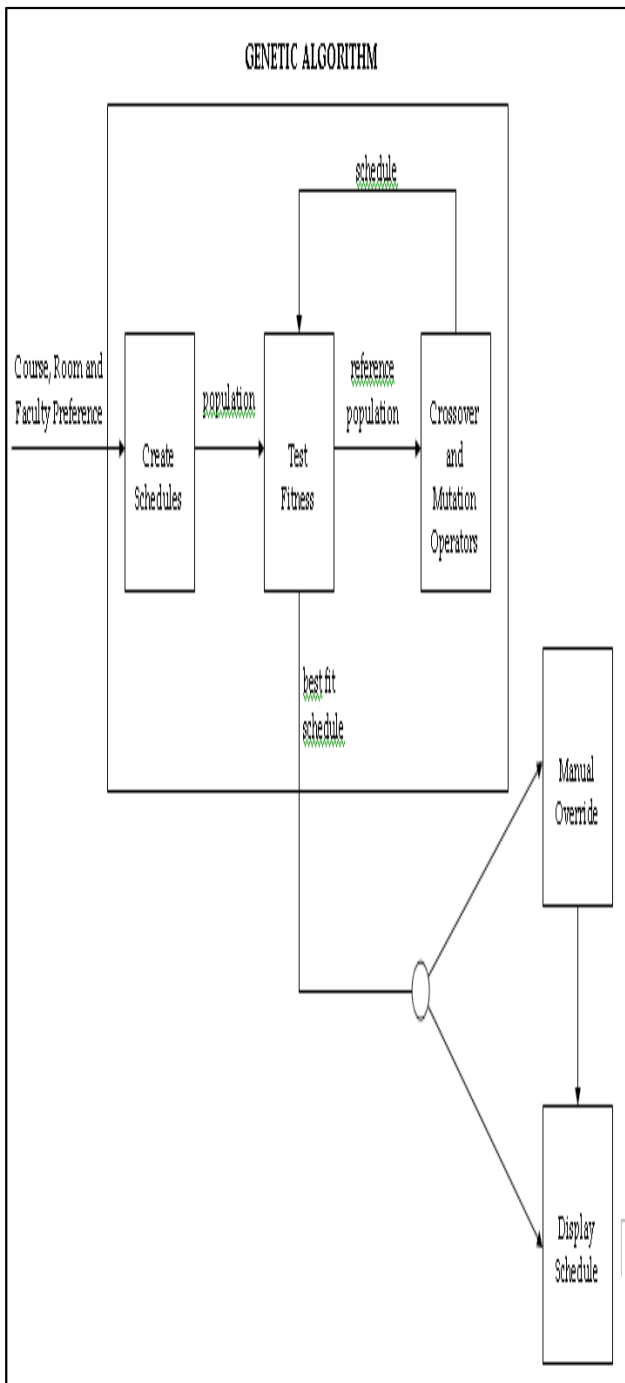 GENETIC ALGORITHM
schedule
Course, Room and
Faculty Preference
population
reference
population
Create
Schedules
Test
Fitness
Crossover
and
Mutation
Operators
best fit
schedule
Manual
Override
Display
Schedule